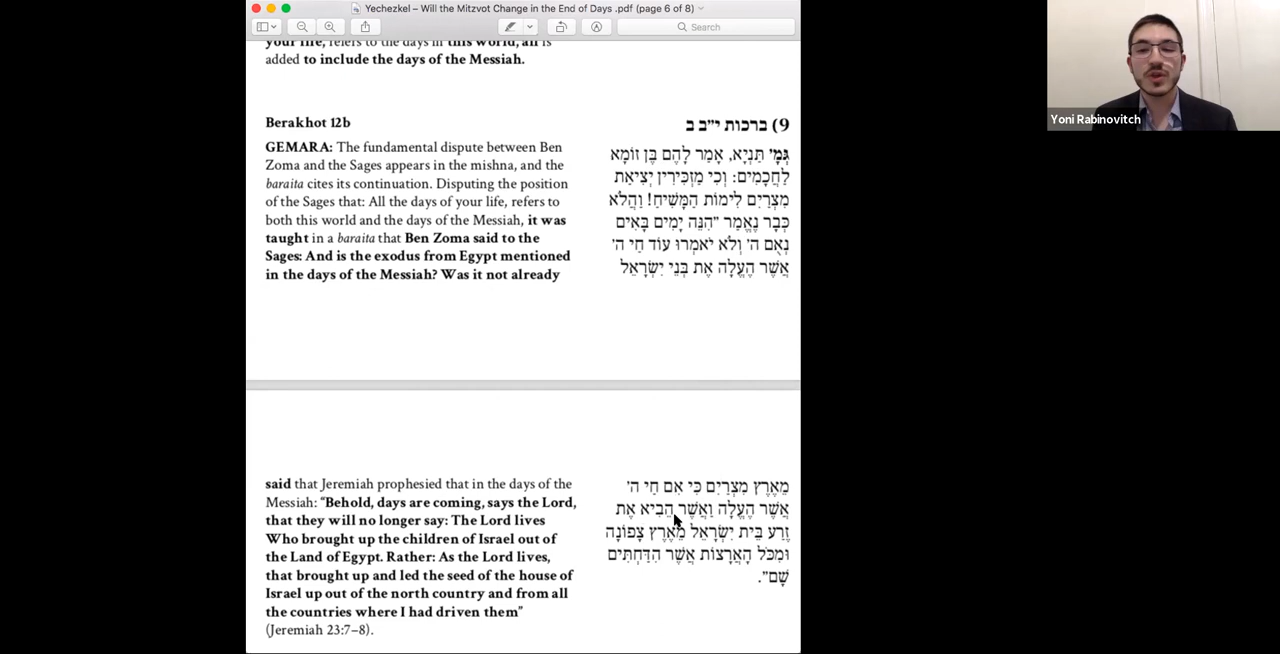 Yechezkel – Will the Mitzvot Change in the End of Days .pdf (page 6 of 8)
Search
your life, refers to the days in this world, all is
added to include the days of the Messiah.
Berakhot 12b
GEMARA: The fundamental dispute between Ben
Zoma and the Sages appears in the mishna, and the
baraita cites its continuation. Disputing the position
of the Sages that: All the days of your life, refers to
both this world and the days of the Messiah, it was
taught in a baraita that Ben Zoma said to the
Sages: And is the exodus from Egypt mentioned
in the days of the Messiah? Was it not already
9) ברכות י״ב ב
גְּמָ׳ תַּנְיָא, אָמַר לָהֶם בֶּן זוֹמָא
לַחֲכָמִים: וְכִי מַזְכִּירִין יְצִיאַת
מִצְרַיִם לִימוֹת הַמָּשִׁיחַ! וַהֲלֹא
כְּבָר נֶאֱמַר ״הִנֵּה יָמִים בָּאִים
נְאֻם ה׳ וְלֹא יֹאמְרוּ עוֹד חַי ה׳
אֲשֶׁר הֶעֱלָה אֶת בְּנֵי יִשְׂרָאֵל
said that Jeremiah prophesied that in the days of the
Messiah: “Behold, days are coming, says the Lord,
that they will no longer say: The Lord lives
Who brought up the children of Israel out of
the Land of Egypt. Rather: As the Lord lives,
that brought up and led the seed of the house of
Israel up out of the north country and from all
the countries where I had driven them”
(Jeremiah 23:7–8).
מֵאֶרֶץ מִצְרַיִם כִּי אִם חַי ה׳
אֲשֶׁר הֶעֱלָה וַאֲשֶׁר הֵבִיא אֶת
זֶרַע בֵּית יִשְׂרָאֵל מֵאֶרֶץ צָפוֹנָה
וּמִכֹּל הָאֲרָצוֹת אֲשֶׁר הִדַּחְתִּים
שָׁם״.
Yoni Rabinovitch